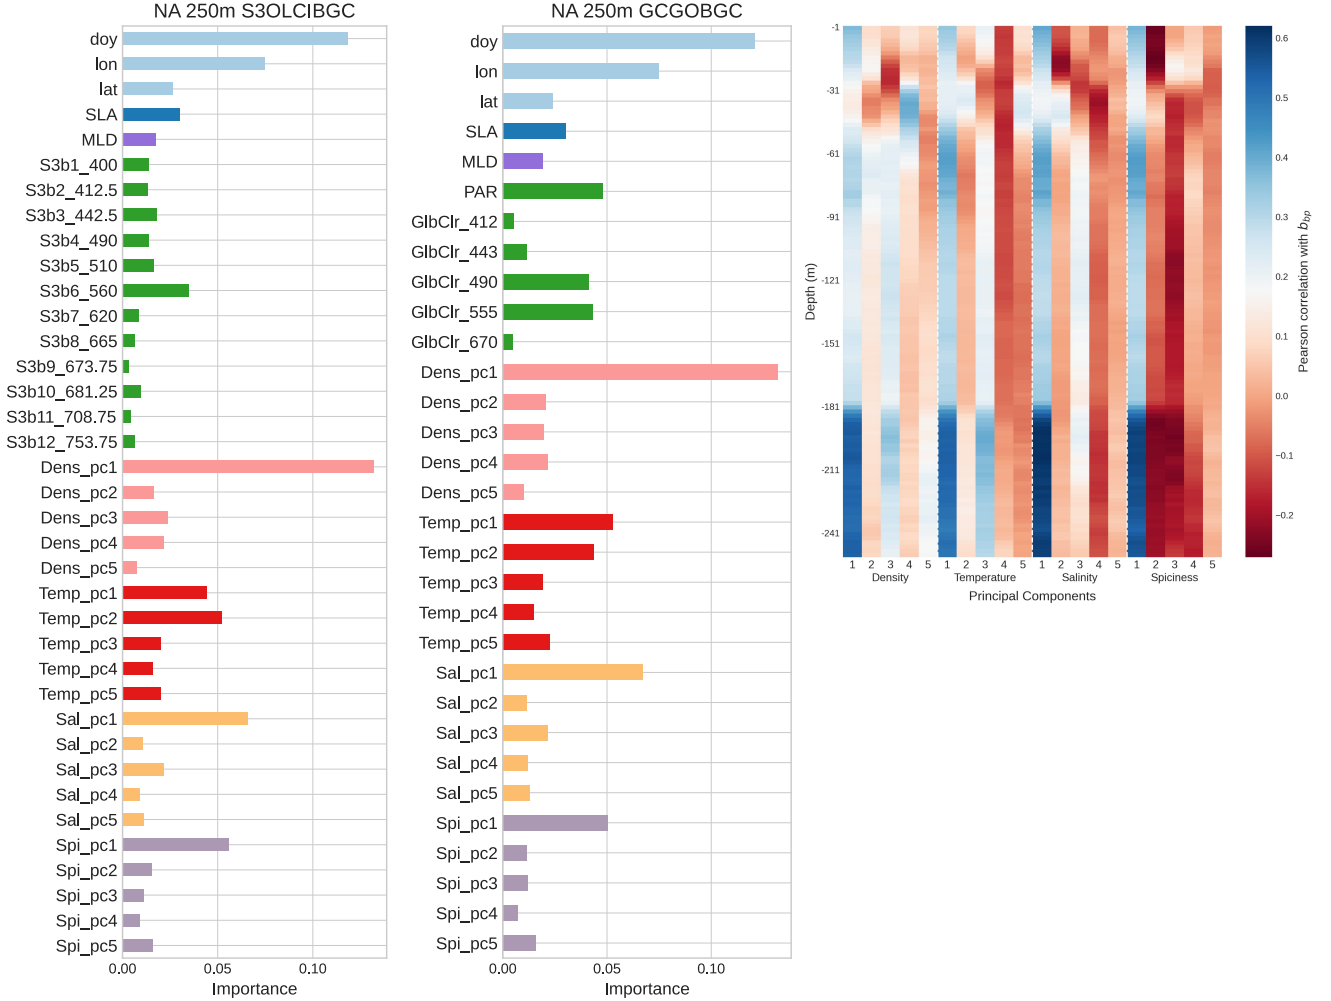 NA 250m S3OLCIBGC
doy
lon
lat
SLA
MLD
S3b1_400
S3b2_412.5
S3b3_442.5
S3b4_490
S3b5_510
S3b6_560
S3b7_620
S3b8_665
S3b9_673.75
S3b10_681.25
S3b11_708.75
S3b12_753.75
Dens_pc1
Dens_pc2
Dens_pc3
Dens_pc4
Dens_pc5
Temp_pc1
Temp_pc2
Temp_pc3
Temp_pc4
Temp_pc5
Sal_pc1
Sal_pc2
Sal_pc3
Sal_pc4
Sal_pc5
Spi_pc1
Spi_pc2
Spi_pc3
Spi_pc4
Spi_pc5
0.00 0.05 0.10
Importance
NA 250m GCGOBGC
doy
lon
lat
SLA
MLD
PAR
GlbClr_412
GlbClr_443
GlbClr_490
GlbClr_555
GlbClr_670
Dens_pc1
Dens_pc2
Dens_pc3
Dens_pc4
Dens_pc5
Temp_pc1
Temp_pc2
Temp_pc3
Temp_pc4
Temp_pc5
Sal_pc1
Sal_pc2
Sal_pc3
Sal_pc4
Sal_pc5
Spi_pc1
Spi_pc2
Spi_pc3
Spi_pc4
Spi_pc5
0.00 0.05 0.10
Importance
Depth (m)
-1
-31
-61
-91
-121
-151
-181
-211
-241
1 2 3 4 5 1 2 3 4 5 1 2 3 4 5 1 2 3 4 5
Density Temperature Salinity Spiciness
Principal Components
0.6
0.5
0.4
0.3
0.2
0.1
0.0
−0.1
−0.2
Pearson correlation with b_bp